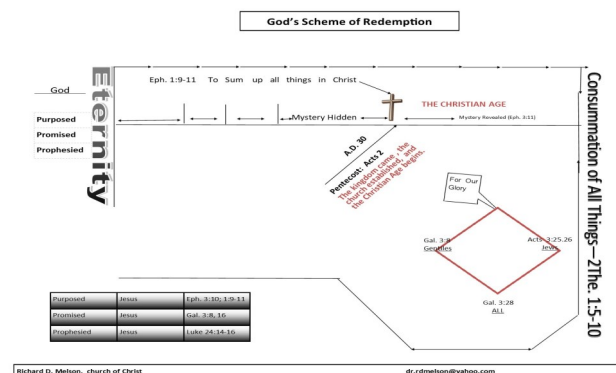 God's Scheme of Redemption
Eternity
God
Purposed
Promised
Prophesied
Eph. 1:9-11 To Sum up all things in Christ
THE CHRISTIAN AGE
Mystery Hidden
Mystery Revealed (Eph. 3:11)
A.D. 30
Pentecost: Acts 2
The kingdom came, the
church established, and
the Christian Age begins.
For Our
Glory
Gal. 3:8
Gentiles
Acts 3:25.26
Jews
Gal. 3:28
ALL
Consummation of All Things—2The. 1:5-10
Purposed Jesus Eph. 3:10; 1:9-11
Promised Jesus Gal. 3:8, 16
Prophesied Jesus Luke 24:14-16
Richard D. Melson, church of Christ dr.rdmelson@yahoo.com